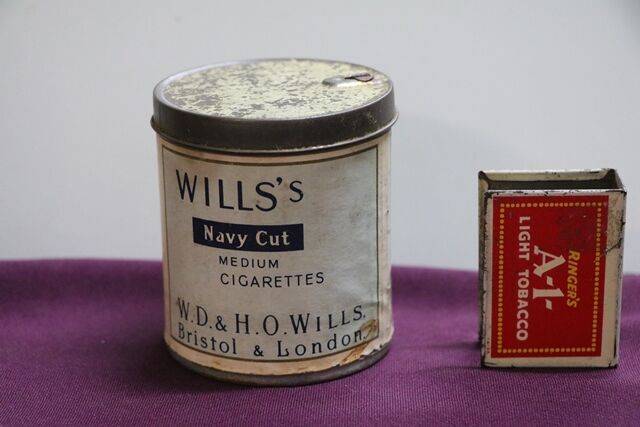 WILLS'S
Navy Cut
MEDIUM
CIGARETTES
W.D. & H.O. WILLS.
Bristol & London.
RINGER'S
A-1-
LIGHT TOBACCO